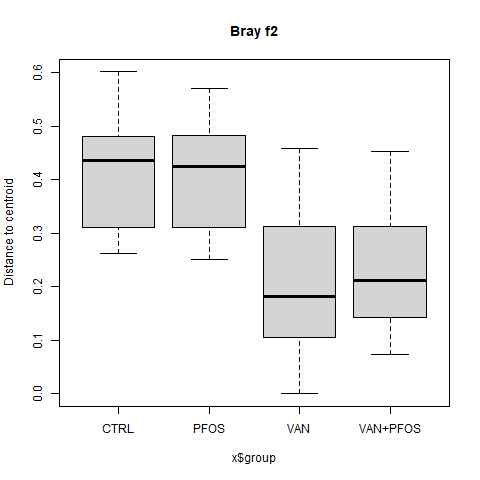 Bray f2
Distance to centroid
0.6
0.5
0.4
0.3
0.2
0.1
0.0
CTRL PFOS VAN VAN+PFOS
x$group